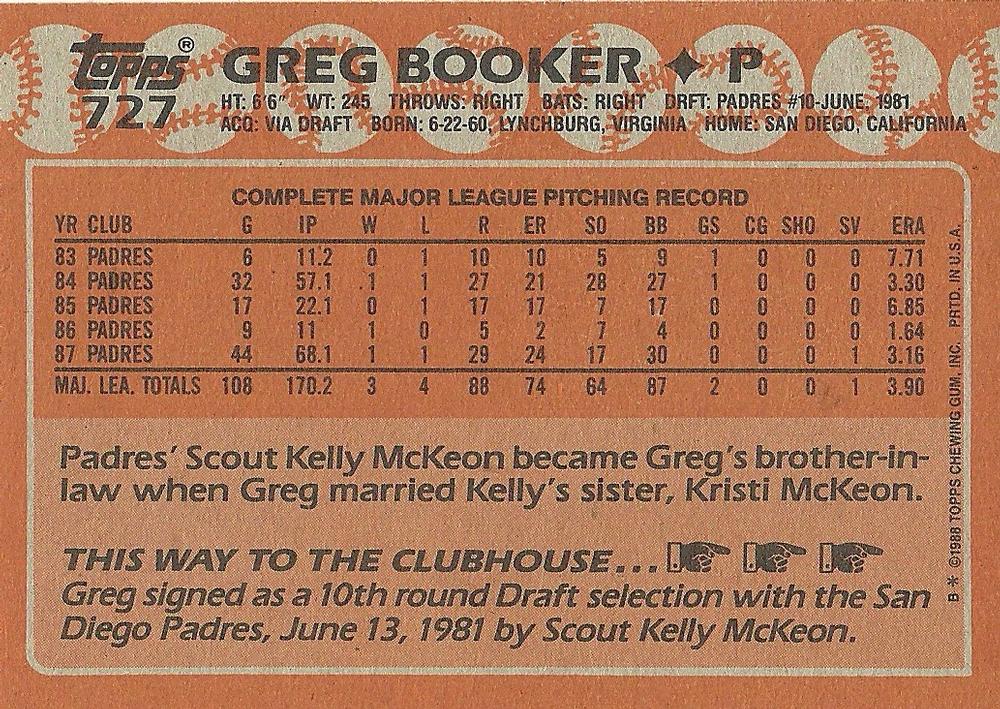 topps® GREG BOOKER ✦ P
727 HT: 6'6" WT: 245 THROWS: RIGHT BATS: RIGHT DRFT: PADRES #10-JUNE, 1981
ACQ: VIA DRAFT BORN: 6-22-60, LYNCHBURG, VIRGINIA HOME: SAN DIEGO, CALIFORNIA
COMPLETE MAJOR LEAGUE PITCHING RECORD
YR CLUB G IP W L R ER SO BB GS CG SHO SV ERA
83 PADRES 6 11.2 0 1 10 10 5 9 1 0 0 0 7.71
84 PADRES 32 57.1 1 1 27 21 28 27 1 0 0 0 3.30
85 PADRES 17 22.1 0 1 17 17 7 17 0 0 0 0 6.85
86 PADRES 9 11 1 0 5 2 7 4 0 0 0 0 1.64
87 PADRES 44 68.1 1 1 29 24 17 30 0 0 0 1 3.16
MAJ. LEA. TOTALS 108 170.2 3 4 88 74 64 87 2 0 0 1 3.90
Padres' Scout Kelly McKeon became Greg's brother-in-
law when Greg married Kelly's sister, Kristi McKeon.
THIS WAY TO THE CLUBHOUSE...
Greg signed as a 10th round Draft selection with the San
Diego Padres, June 13, 1981 by Scout Kelly McKeon.
B * ©1988 TOPPS CHEWING GUM, INC. PRTD. IN U.S.A.